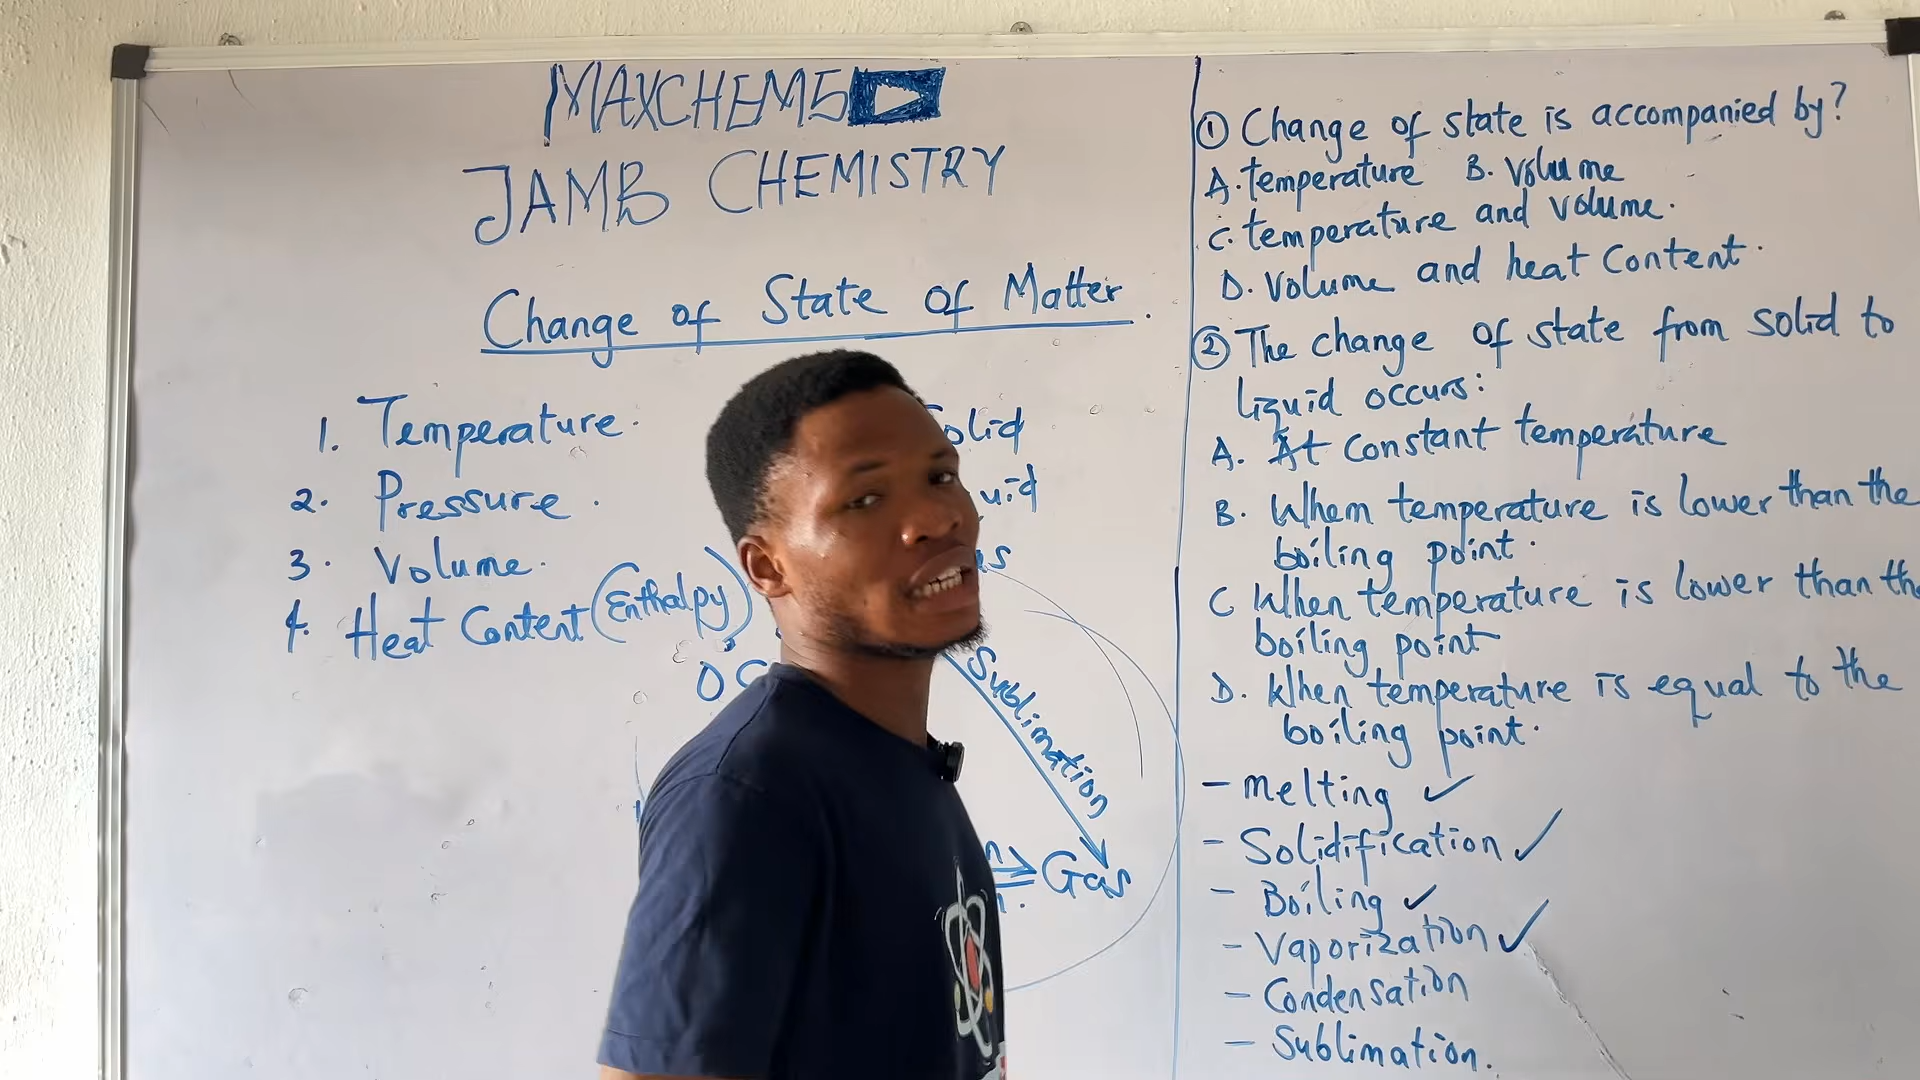 MAXCHEM5
JAMB CHEMISTRY
Change of State of Matter.
1. Temperature.
2. Pressure.
3. Volume.
4. Heat Content (Enthalpy)
Sublimation
Gas
① Change of state is accompanied by?
A. temperature B. Volume
C. temperature and volume.
D. Volume and heat content.
② The change of state from solid to
liquid occurs:
A. At constant temperature
B. When temperature is lower than the
boiling point.
C When temperature is lower than the
boiling point
D. When temperature is equal to the
boiling point.
- melting ✓
- Solidification ✓
- Boiling ✓
- Vaporization ✓
- Condensation
- Sublimation.